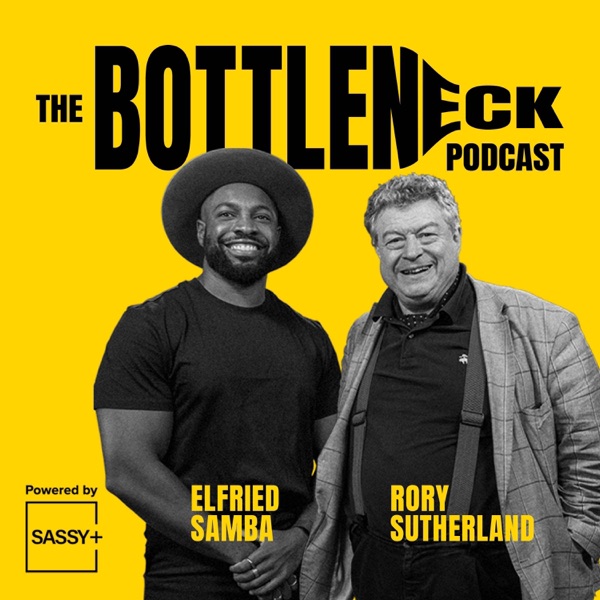 THE BOTTLENECK
PODCAST
ELFRIED
SAMBA
RORY
SUTHERLAND
Powered by
SASSY+